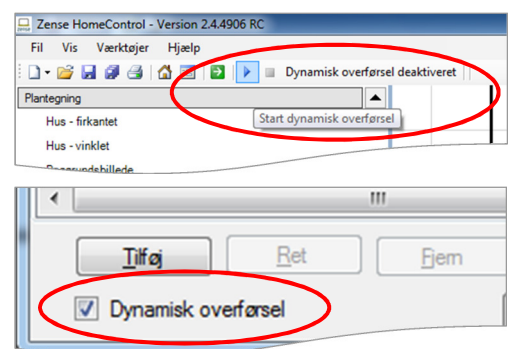 Zense HomeControl - Version 2.4.4906 RC
Fil Vis Værktøjer Hjælp
Dynamisk overførsel deaktiveret
Plantegning
Start dynamisk overførsel
Hus - firkantet
Hus - vinklet
Tilføj Ret Fjern
Dynamisk overførsel